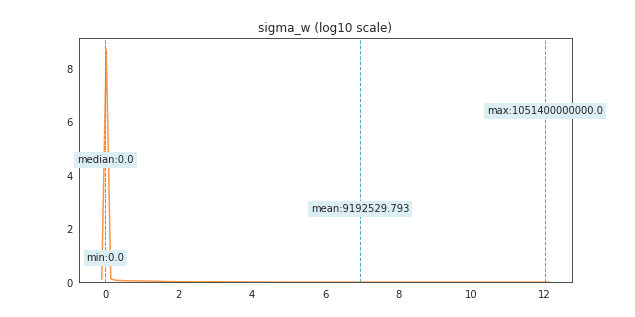 sigma_w (log10 scale)
8
max:1051400000000.0
6
median:0.0
4
mean:9192529.793
2
min:0.0
0
0 2 4 6 8 10 12